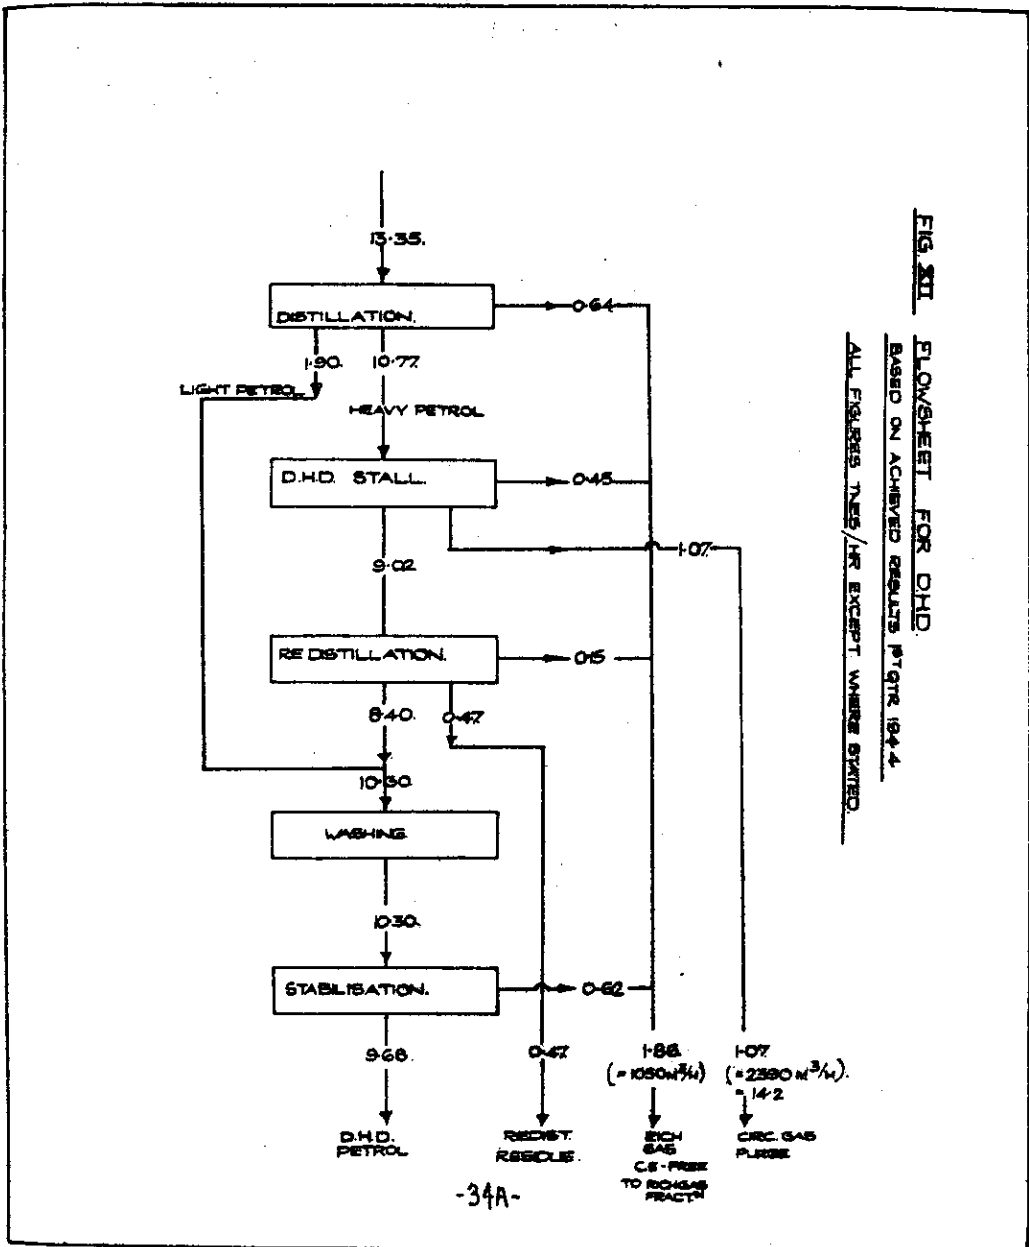 FIG. XII FLOWSHEET FOR D.H.D.
BASED ON ACHIEVED RESULTS 1ST QTR 1944
ALL FIGURES TNES/HR EXCEPT WHERE STATED.
13·35.
DISTILLATION.
0·64
1·90. 10·77.
LIGHT PETROL
HEAVY PETROL
D.H.D. STALL.
0·45
1·07.
9·02
RE DISTILLATION.
0·15
8·40. 0·47.
10·30.
WASHING
10·30.
STABILISATION.
0·62
9·68.
0·47.
1·86.
(= 1050 M³/H)
1·07.
(= 2390 M³/H).
= 14·2
D.H.D.
PETROL
REDIST.
RESIDUE.
RICH
GAS
C5-FREE
TO RICHGAS
FRACTN
CIRC. GAS
PURGE
-34A-